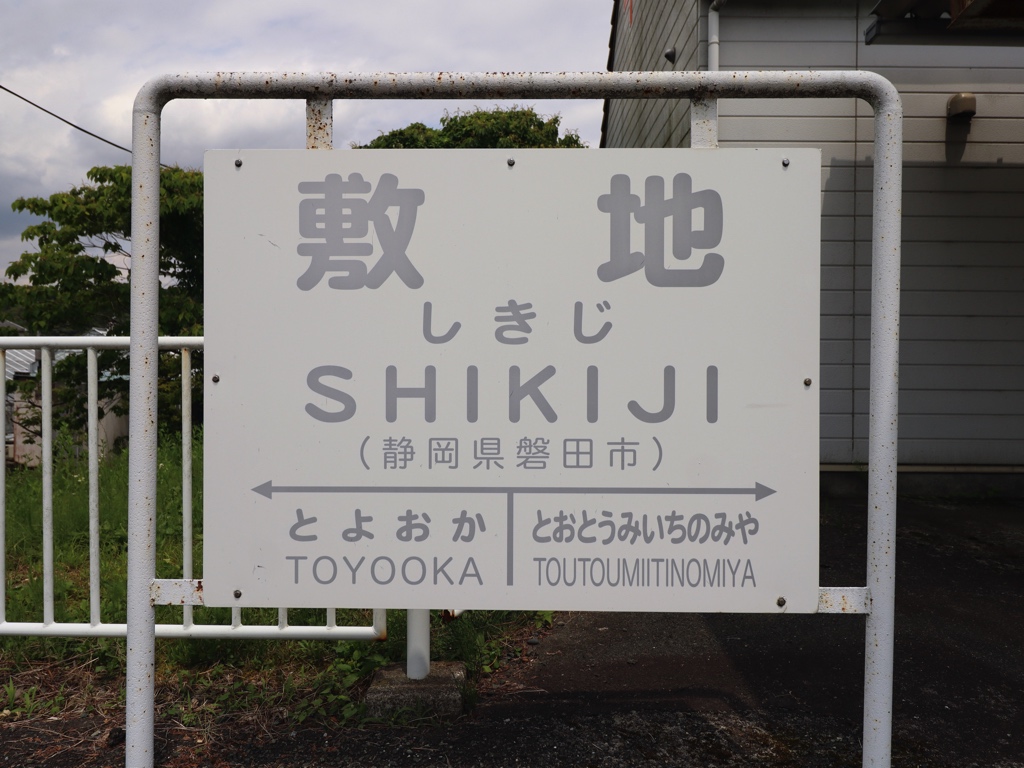 敷地
しきじ
SHIKIJI
（静岡県磐田市）
とよおか とおとうみいちのみや
TOYOOKA TOUTOUMIITINOMIYA